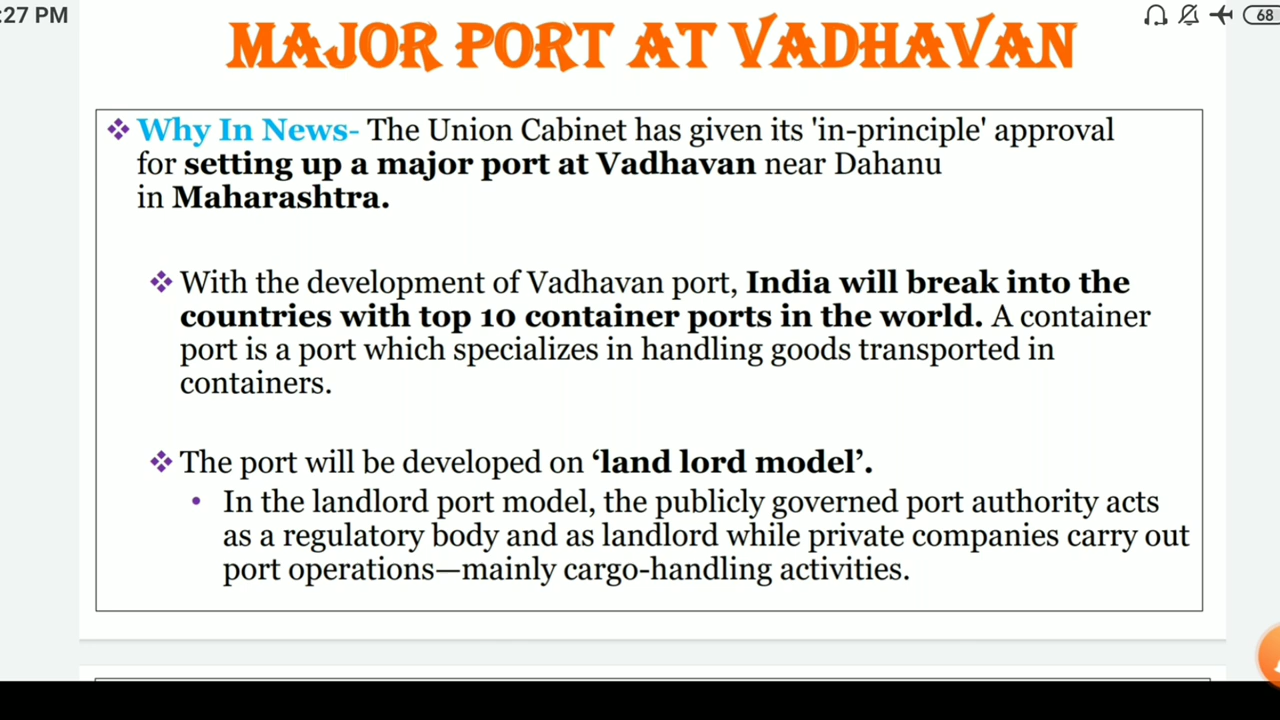 :27 PM
68
MAJOR PORT AT VADHAVAN
Why In News- The Union Cabinet has given its 'in-principle' approval
for setting up a major port at Vadhavan near Dahanu
in Maharashtra.
With the development of Vadhavan port, India will break into the
countries with top 10 container ports in the world. A container
port is a port which specializes in handling goods transported in
containers.
The port will be developed on ‘land lord model’.
• In the landlord port model, the publicly governed port authority acts
as a regulatory body and as landlord while private companies carry out
port operations—mainly cargo-handling activities.